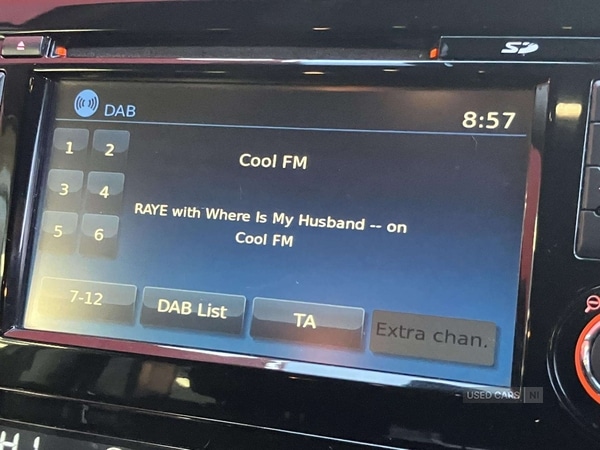 SD
DAB
8:57
1 2
Cool FM
3 4
RAYE with Where Is My Husband -- on
Cool FM
5 6
7-12
DAB List
TA
Extra chan.
USED CARS NI